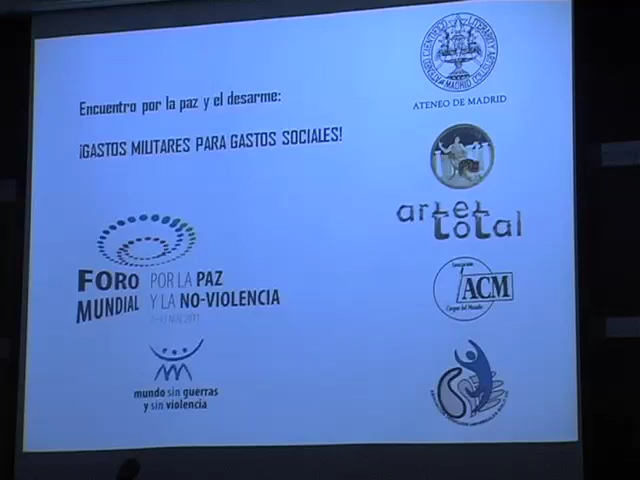 Encuentro por la paz y el desarme:
¡GASTOS MILITARES PARA GASTOS SOCIALES!
FORO MUNDIAL
POR LA PAZ
Y LA NO-VIOLENCIA
mundo sin guerras
y sin violencia
ATENEO DE MADRID
artet
total
ACM